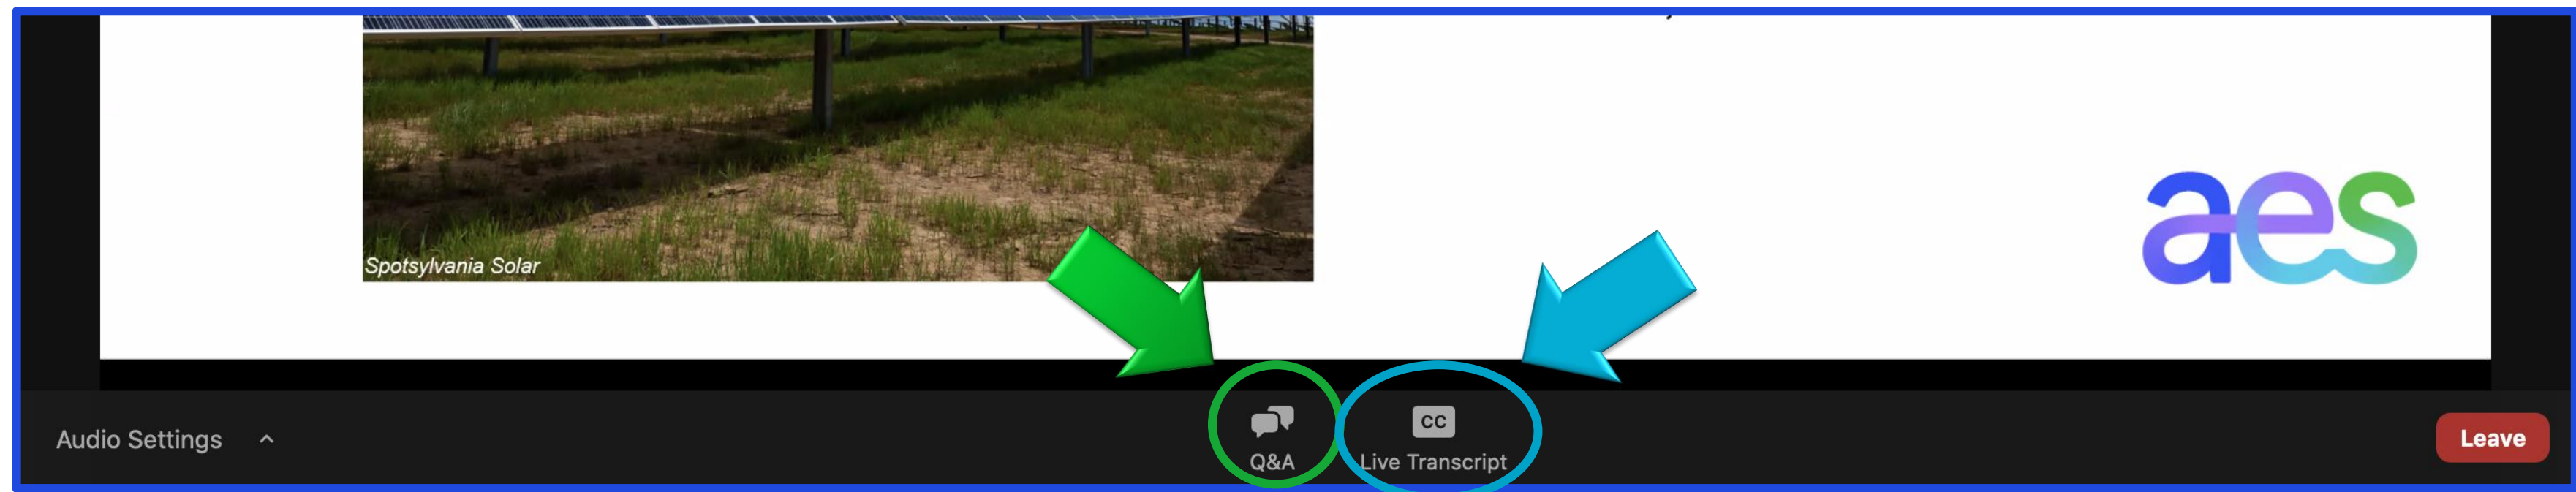 Spotsylvania Solar
aes
Audio Settings
Q&A
CC
Live Transcript
Leave